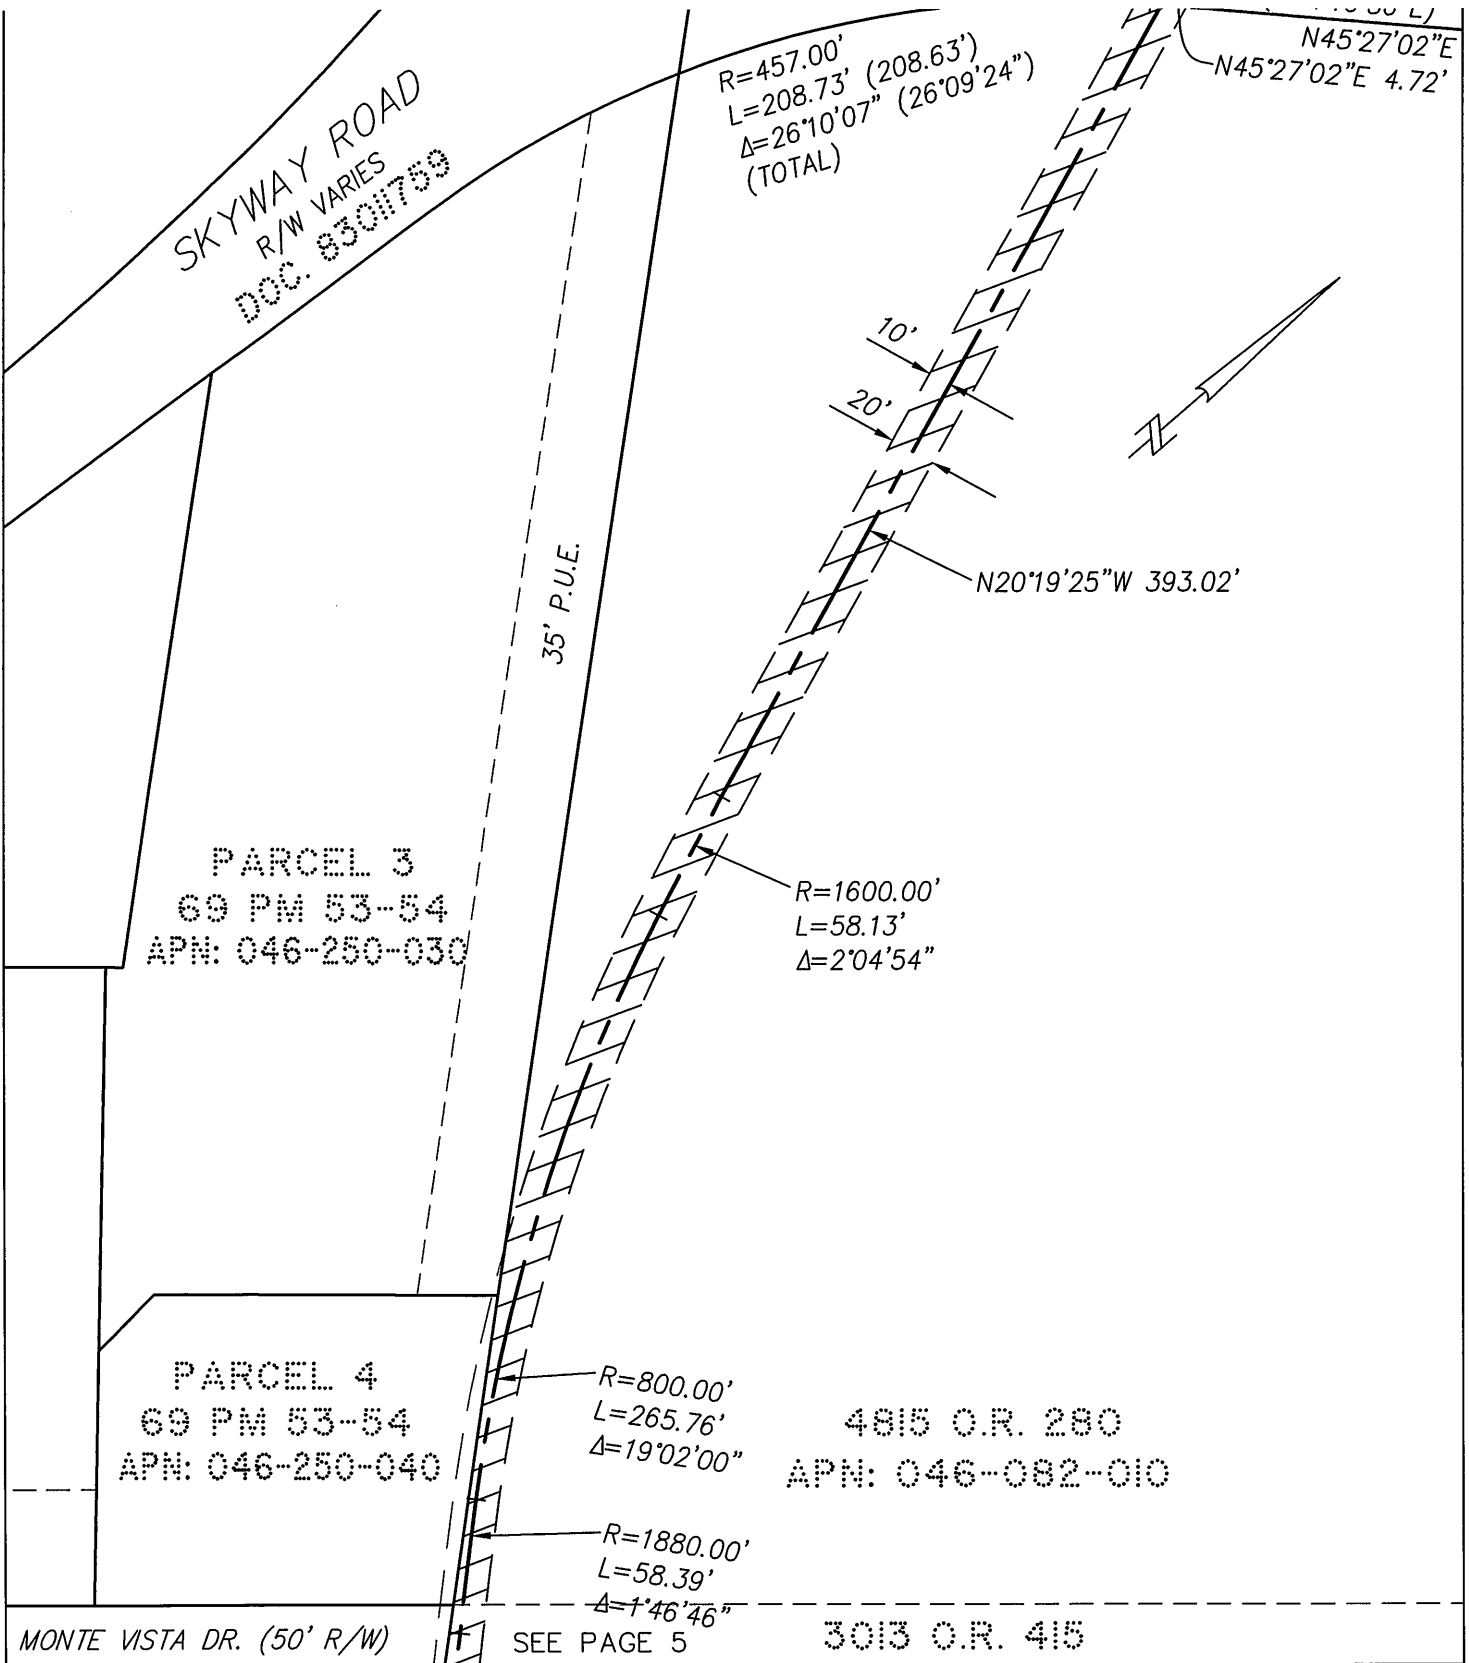 N45°27'02"E
N45°27'02"E 4.72'
R=457.00'
L=208.73' (208.63')
Δ=26°10'07" (26°09'24")
(TOTAL)
SKYWAY ROAD
R/W VARIES
DOC. 83011759
10'
20'
N
35' P.U.E.
N20°19'25"W 393.02'
PARCEL 3
69 PM 53-54
APN: 046-250-030
R=1600.00'
L=58.13'
Δ=2°04'54"
PARCEL 4
69 PM 53-54
APN: 046-250-040
R=800.00'
L=265.76'
Δ=19°02'00"
4815 O.R. 280
APN: 046-082-010
R=1880.00'
L=58.39'
Δ=1°46'46"
MONTE VISTA DR. (50' R/W)
SEE PAGE 5
3013 O.R. 415